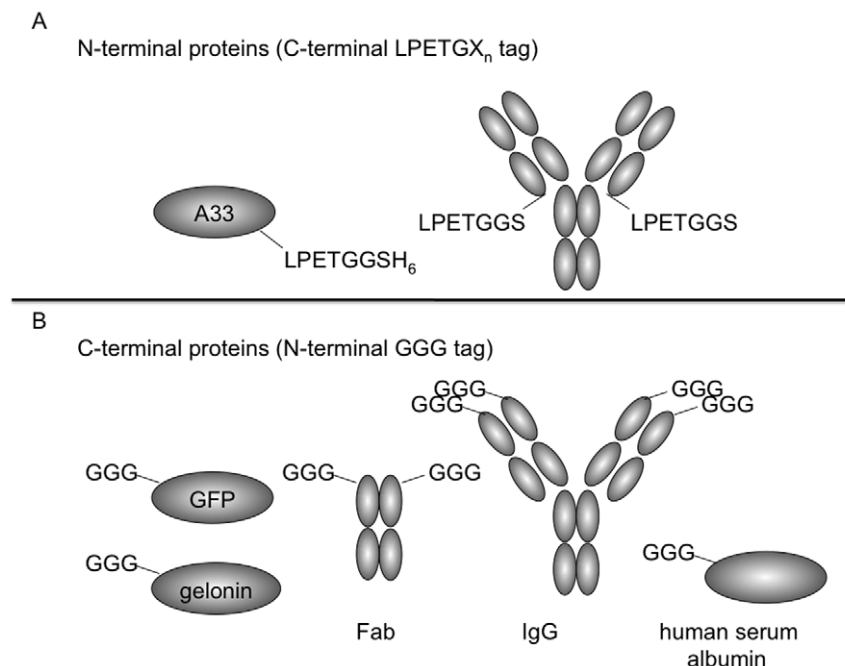 A
N-terminal proteins (C-terminal LPETGXₙ tag)
A33
LPETGGSH₆
LPETGGS
LPETGGS
B
C-terminal proteins (N-terminal GGG tag)
GGG
GGG
GGG
GGG
GGG
GFP
GGG
GGG
GGG
gelonin
GGG
Fab
IgG
human serum
albumin